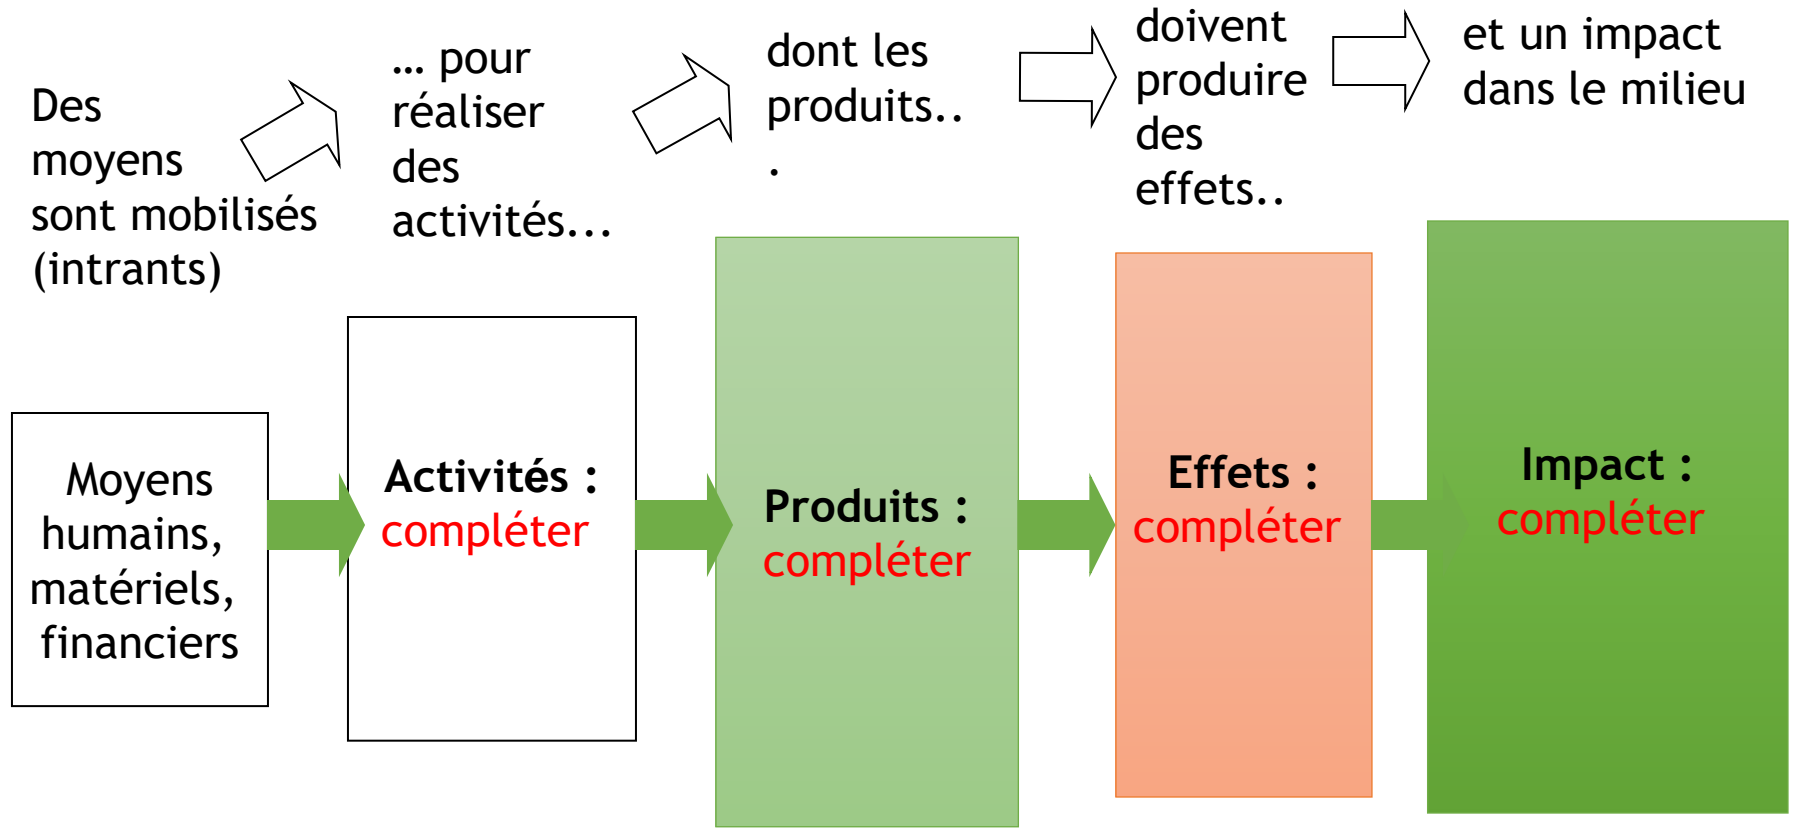 Des
moyens
sont mobilisés
(intrants)
… pour
réaliser
des
activités...
dont les
produits..
.
doivent
produire
des
effets..
et un impact
dans le milieu
Moyens
humains,
matériels,
financiers
Activités :
compléter
Produits :
compléter
Effets :
compléter
Impact :
compléter